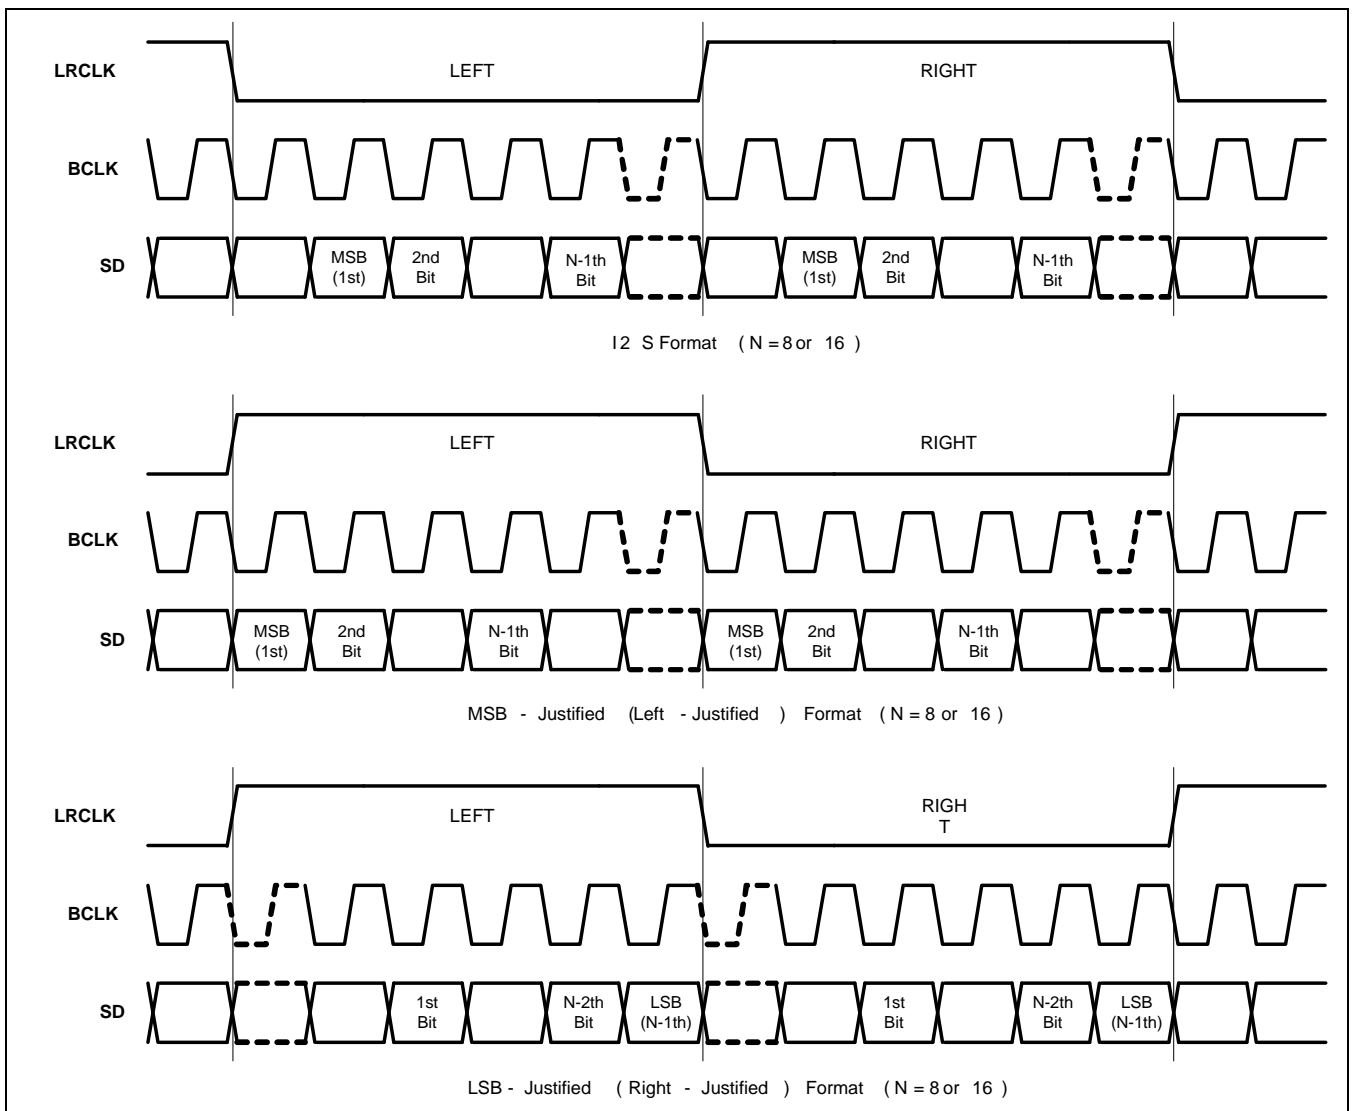 LRCLK LEFT RIGHT
BCLK
SD MSB (1st) 2nd Bit N-1th Bit MSB (1st) 2nd Bit N-1th Bit
I2 S Format ( N = 8 or 16 )
LRCLK LEFT RIGHT
BCLK
SD MSB (1st) 2nd Bit N-1th Bit MSB (1st) 2nd Bit N-1th Bit
MSB - Justified (Left - Justified ) Format ( N = 8 or 16 )
LRCLK LEFT RIGH T
BCLK
SD 1st Bit N-2th Bit LSB (N-1th) 1st Bit N-2th Bit LSB (N-1th)
LSB - Justified ( Right - Justified ) Format ( N = 8 or 16 )